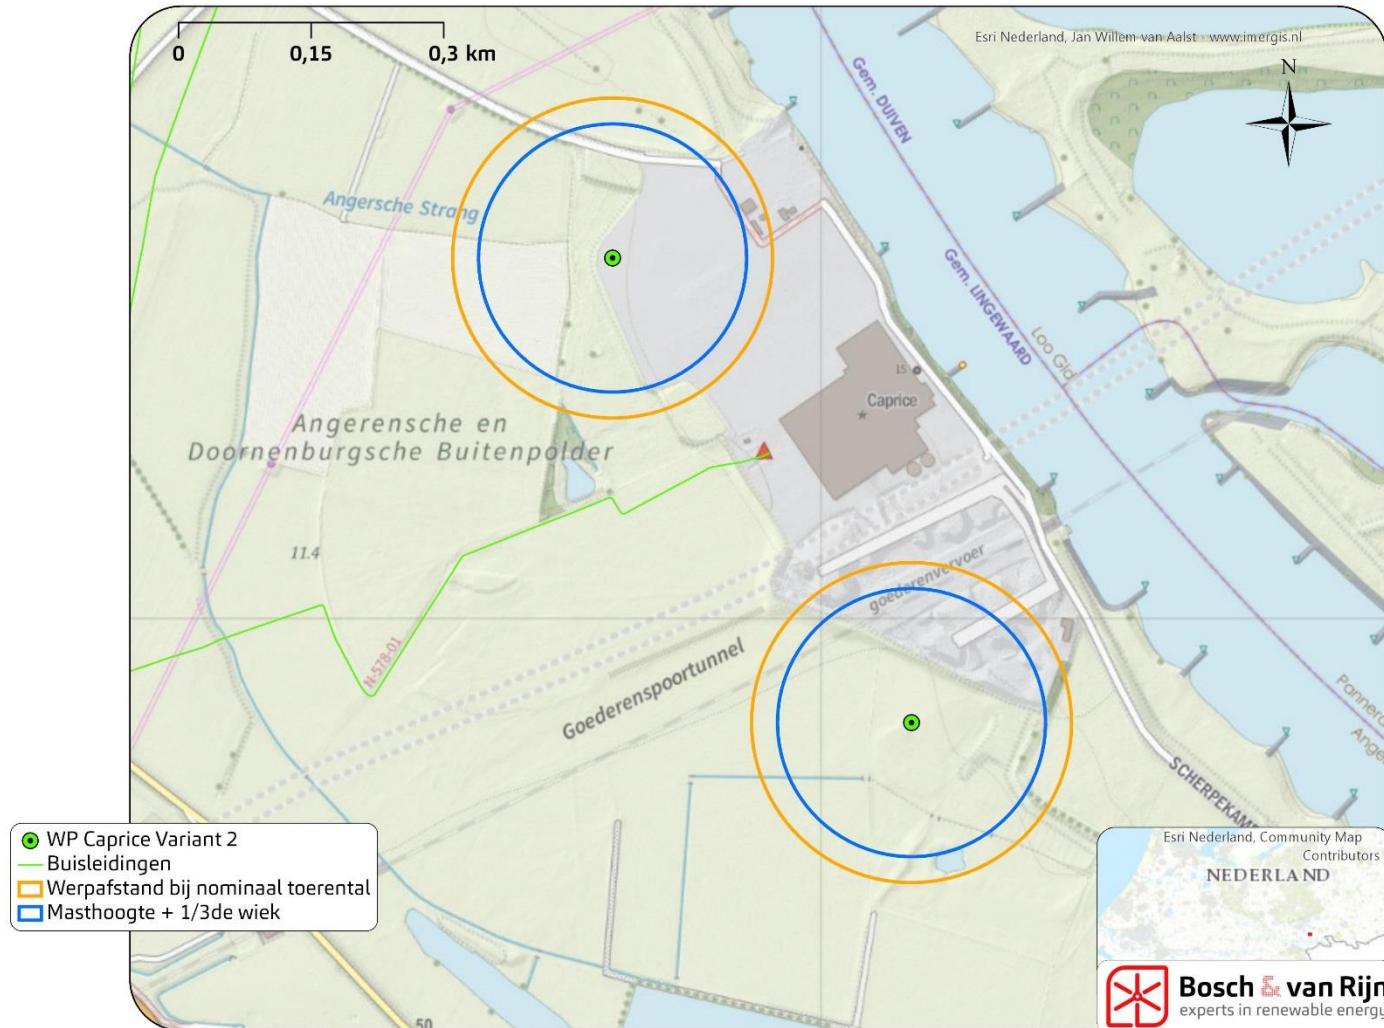 0 0,15 0,3 km
Esri Nederland, Jan Willem van Aalst - www.imergis.nl
N
Gem. DUIVEN
Angersche Strang
Gem. LINGEWAARD
Loo Gld
15
Caprice
Angerensche en
Doornenburgsche Buitenpolder
11.4
goederenvervoer
N-578-01
Goederenspoortunnel
SCHERPEKAM
WP Caprice Variant 2
Buisleidingen
Werpafstand bij nominaal toerental
Masthoogte + 1/3de wiek
Esri Nederland, Community Map
Contributors
NEDERLAND
Bosch & van Rijn
experts in renewable energy
50